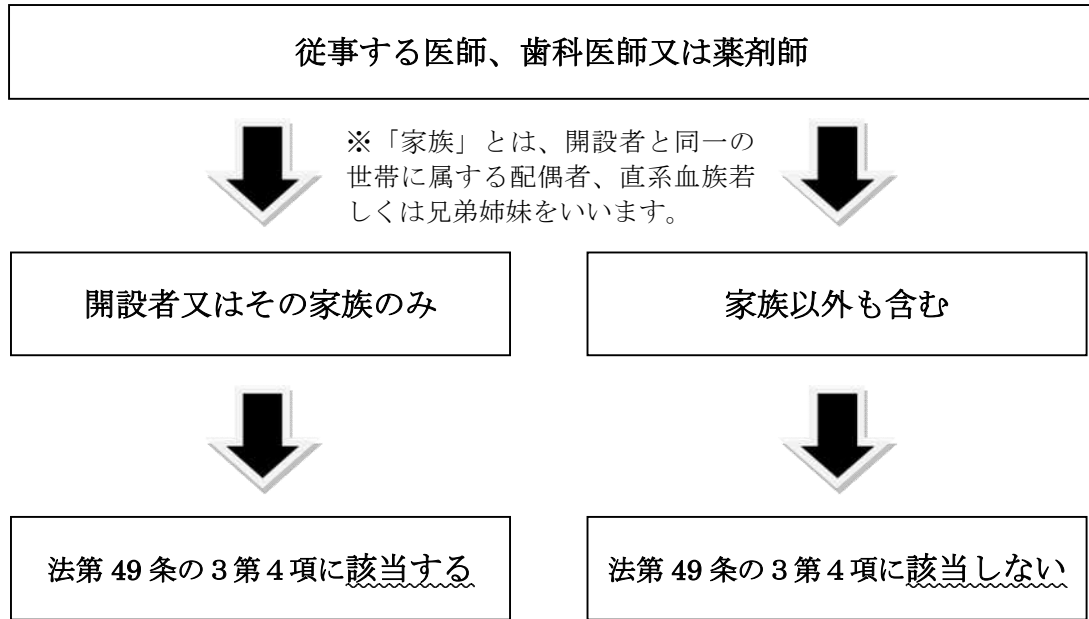 従事する医師、歯科医師又は薬剤師
※「家族」とは、開設者と同一の
世帯に属する配偶者、直系血族若
しくは兄弟姉妹をいいます。
開設者又はその家族のみ
家族以外も含む
法第 49 条の３第４項に該当する
法第 49 条の３第４項に該当しない